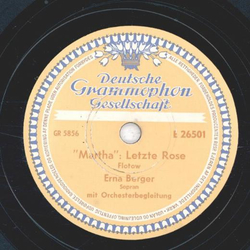 Deutsche
Grammophon
Gesellschaft
GR 5856
L 26501
"Martha": Letzte Rose
Flotow
Erna Berger
Sopran
mit Orchesterbegleitung